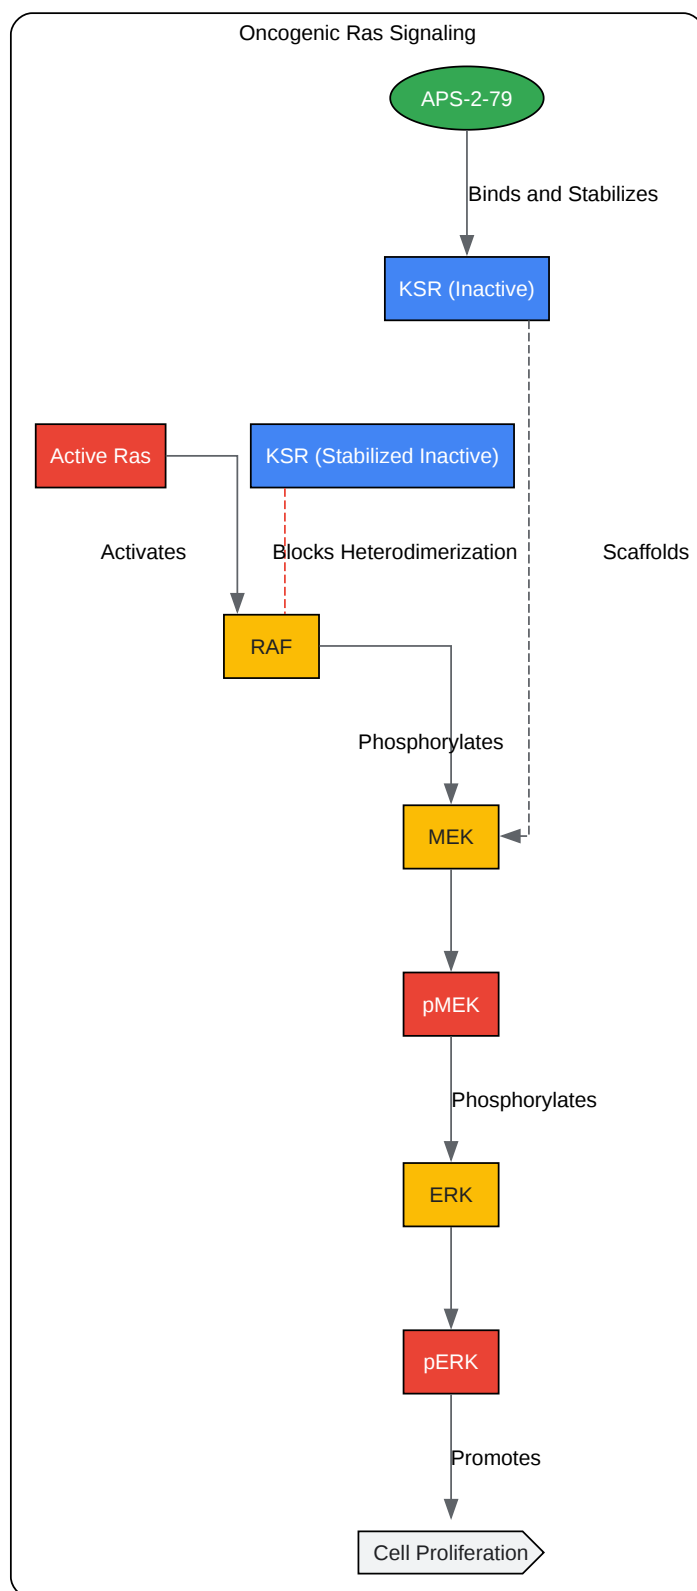 Oncogenic Ras Signaling
APS-2-79
Binds and Stabilizes
KSR (Inactive)
Active Ras
KSR (Stabilized Inactive)
Activates
Blocks Heterodimerization
Scaffolds
RAF
Phosphorylates
MEK
pMEK
Phosphorylates
ERK
pERK
Promotes
Cell Proliferation